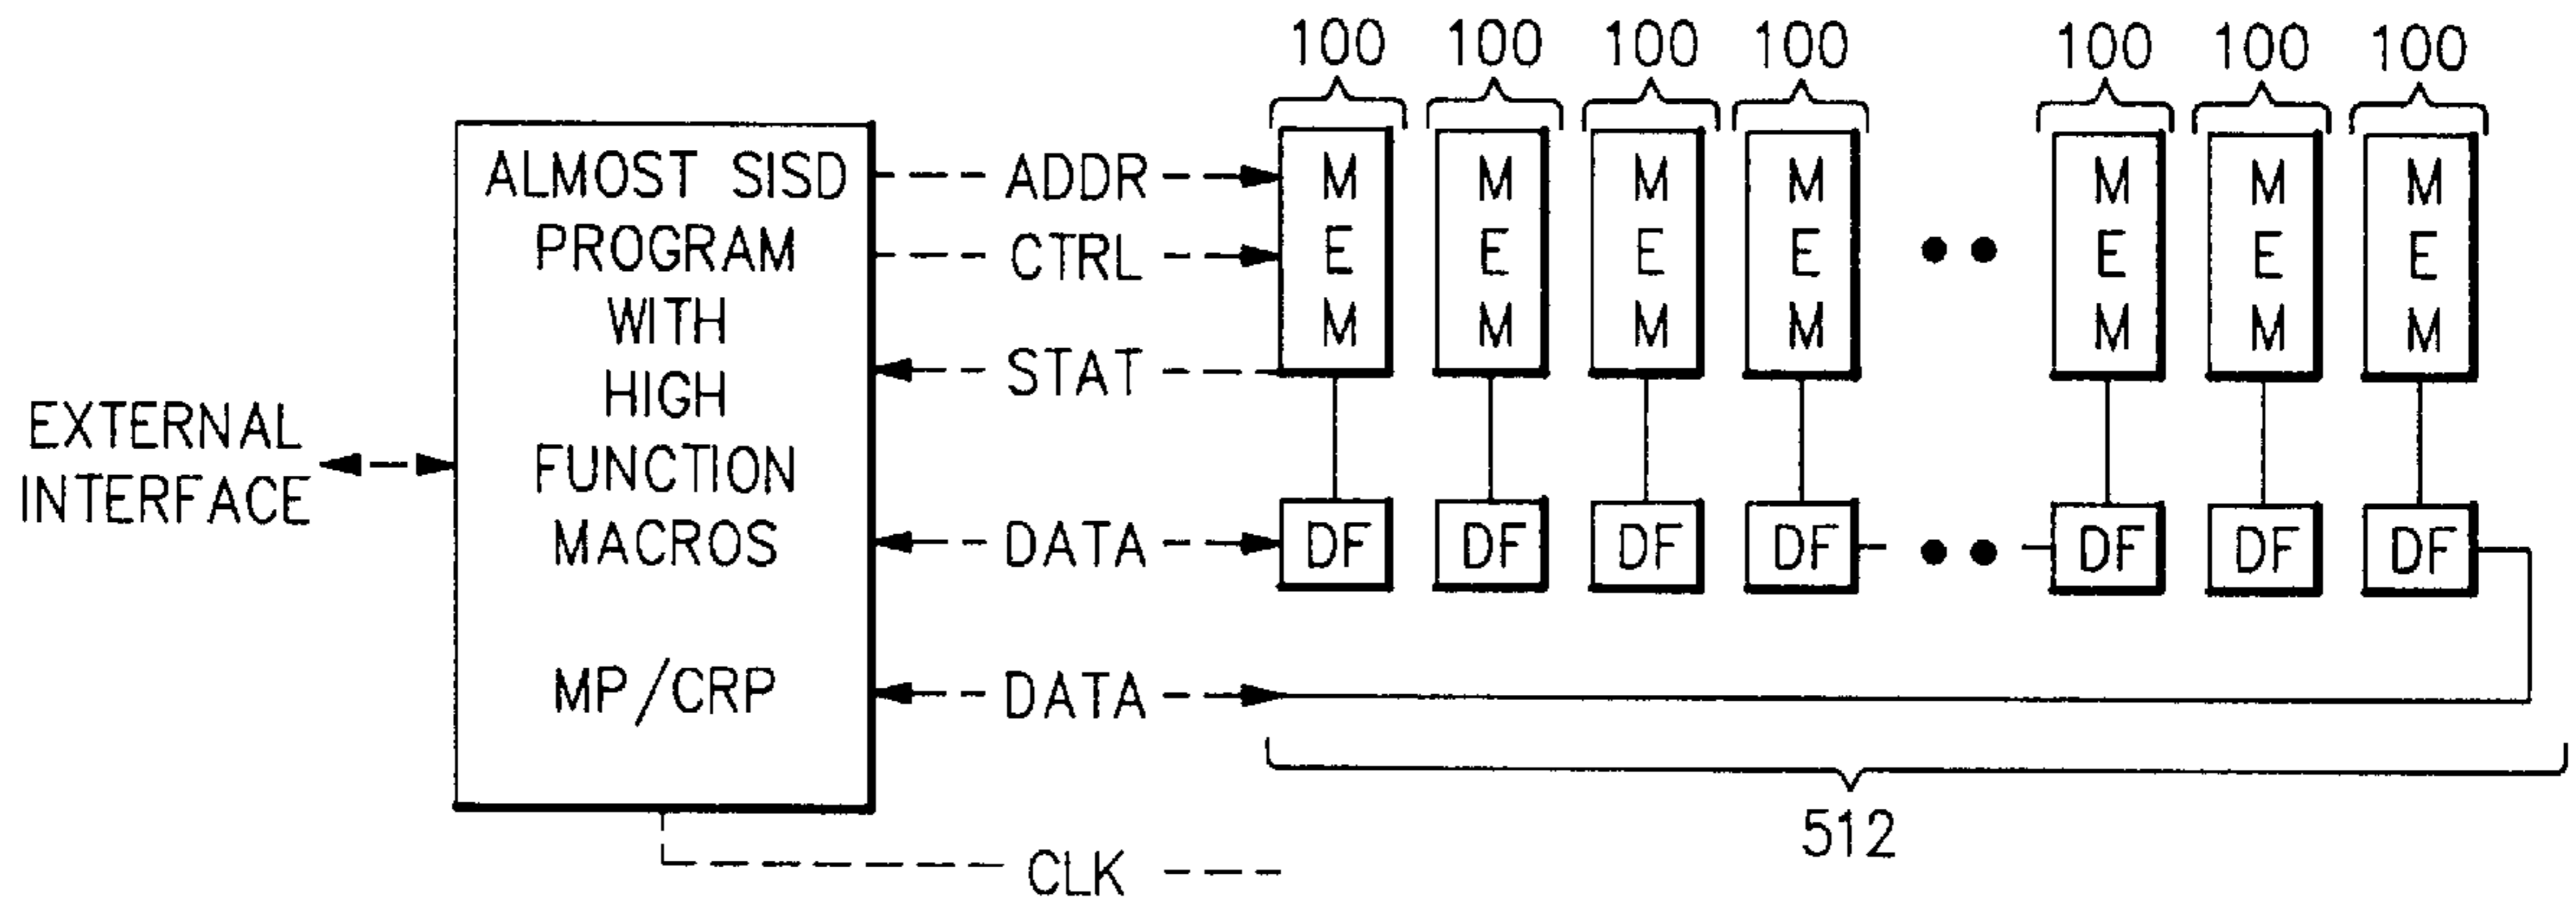 100 100 100 100 100 100 100
ALMOST SISD
PROGRAM
WITH
HIGH
FUNCTION
MACROS
MP/CRP
EXTERNAL
INTERFACE
ADDR
CTRL
STAT
DATA
DATA
CLK
M M M M M M M
E E E E E E E
M M M M M M M
DF DF DF DF DF DF DF
512